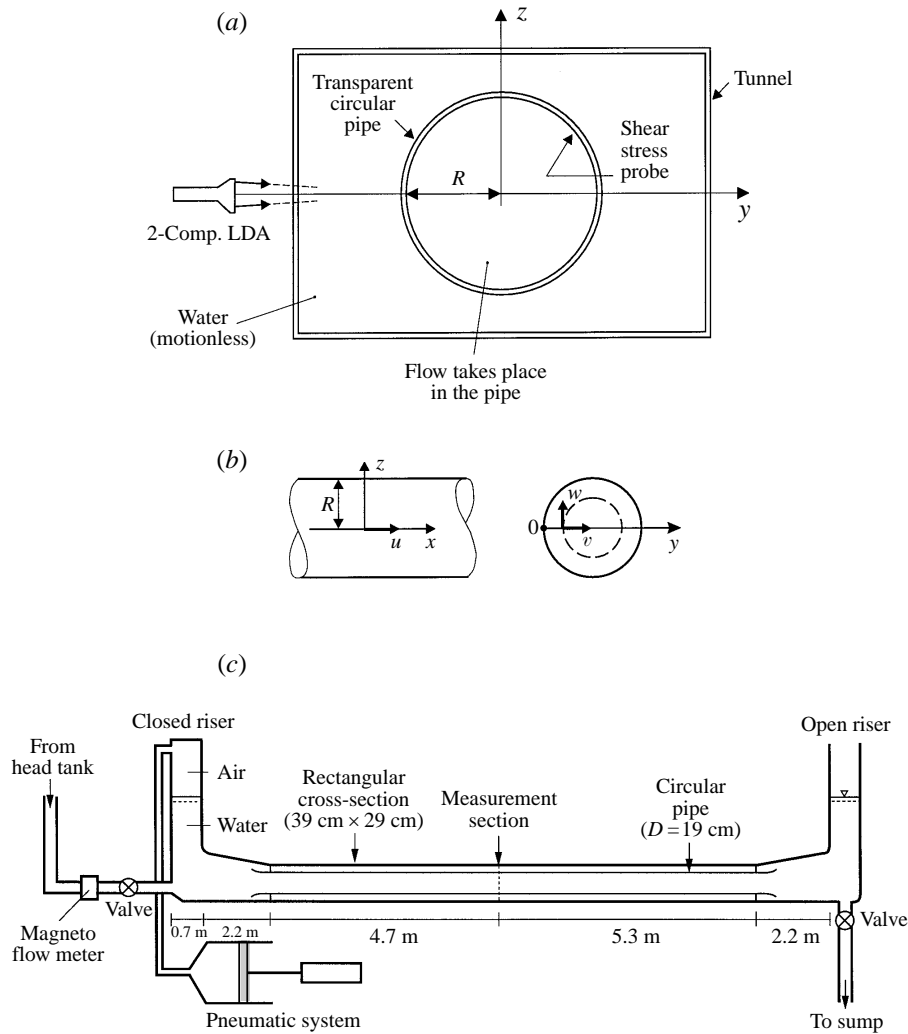 (a)
z
Tunnel
Transparent
circular
pipe
Shear
stress
probe
R
y
2-Comp. LDA
Water
(motionless)
Flow takes place
in the pipe
(b)
z
R
u
x
0
w
v
y
(c)
Closed riser
Open riser
From
head tank
Air
Water
Rectangular
cross-section
(39 cm × 29 cm)
Measurement
section
Circular
pipe
(D = 19 cm)
Valve
Magneto
flow meter
0.7 m
2.2 m
4.7 m
5.3 m
2.2 m
Valve
Pneumatic system
To sump